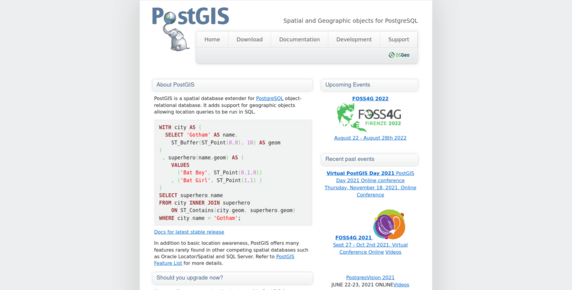 PostGIS
Spatial and Geographic objects for PostgreSQL
Home Download Documentation Development Support
OSGeo
About PostGIS
PostGIS is a spatial database extender for PostgreSQL object-
relational database. It adds support for geographic objects
allowing location queries to be run in SQL.
WITH city AS (
SELECT 'Gotham' AS name,
ST_Buffer(ST_Point(0,0), 10) AS geom
)
, superhero(name,geom) AS (
VALUES
('Bat Boy', ST_Point(0,1,0))
, ('Bat Girl', ST_Point(1,1) )
)
SELECT superhero.name
FROM city INNER JOIN superhero
ON ST_Contains(city.geom, superhero.geom)
WHERE city.name = 'Gotham';
Docs for latest stable release
In addition to basic location awareness, PostGIS offers many
features rarely found in other competing spatial databases such
as Oracle Locator/Spatial and SQL Server. Refer to PostGIS
Feature List for more details.
Should you upgrade now?
Upcoming Events
FOSS4G 2022
FOSS4G
FIRENZE 2022
August 22 - August 28th 2022
Recent past events
Virtual PostGIS Day 2021 PostGIS
Day 2021 Online conference
Thursday, November 18, 2021, Online
Conference
FOSS4G 2021
Sept 27 - Oct 2nd 2021, Virtual
Conference Online Videos
PostgresVision 2021
JUNE 22-23, 2021 ONLINE Videos